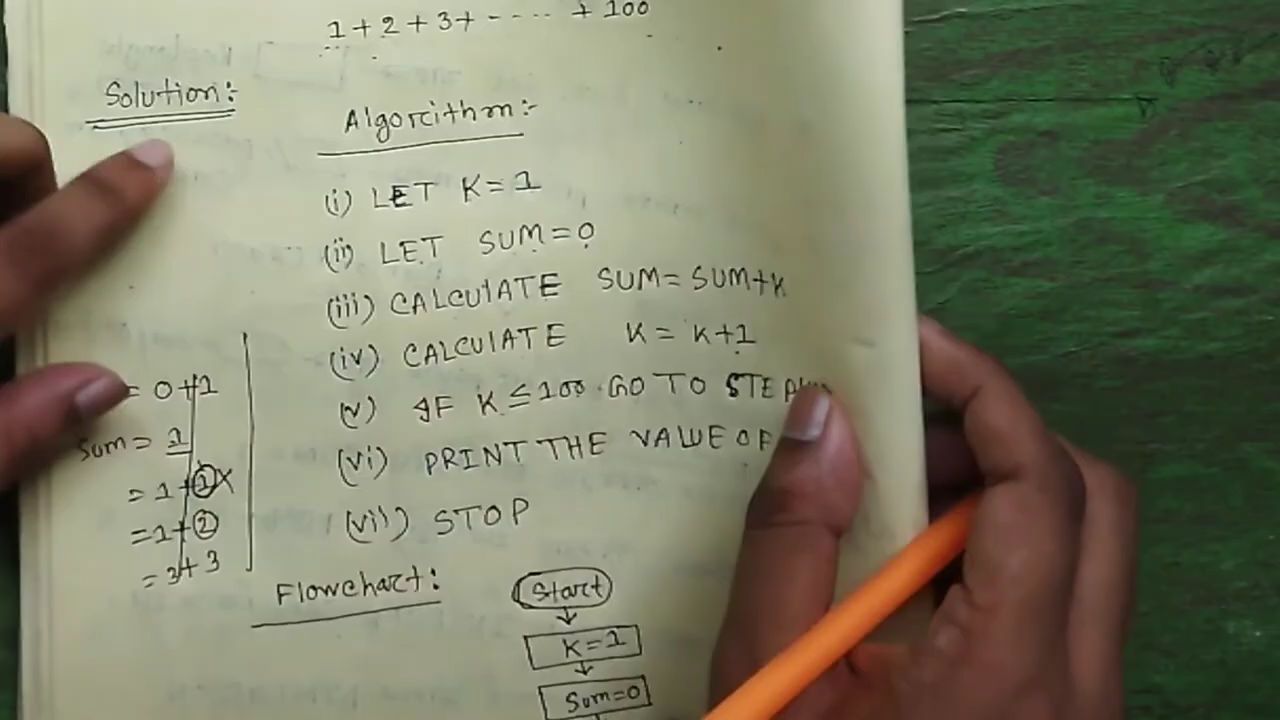 1 + 2 + 3 + - - - .. + 100
Solution:
Algorcithm:-
(i) LET K = 1
(ii) LET SUM = 0
(iii) CALCULATE SUM = SUM + K
(iv) CALCULATE K = K + 1
(v) IF K ≤ 100 GO TO STEP
(vi) PRINT THE VALUE OF
(vii) STOP
= 0 + 1
Sum = 1
= 1 + 1 X
= 1 + 2
= 3 + 3
Flowchart:
Start
K = 1
Sum = 0